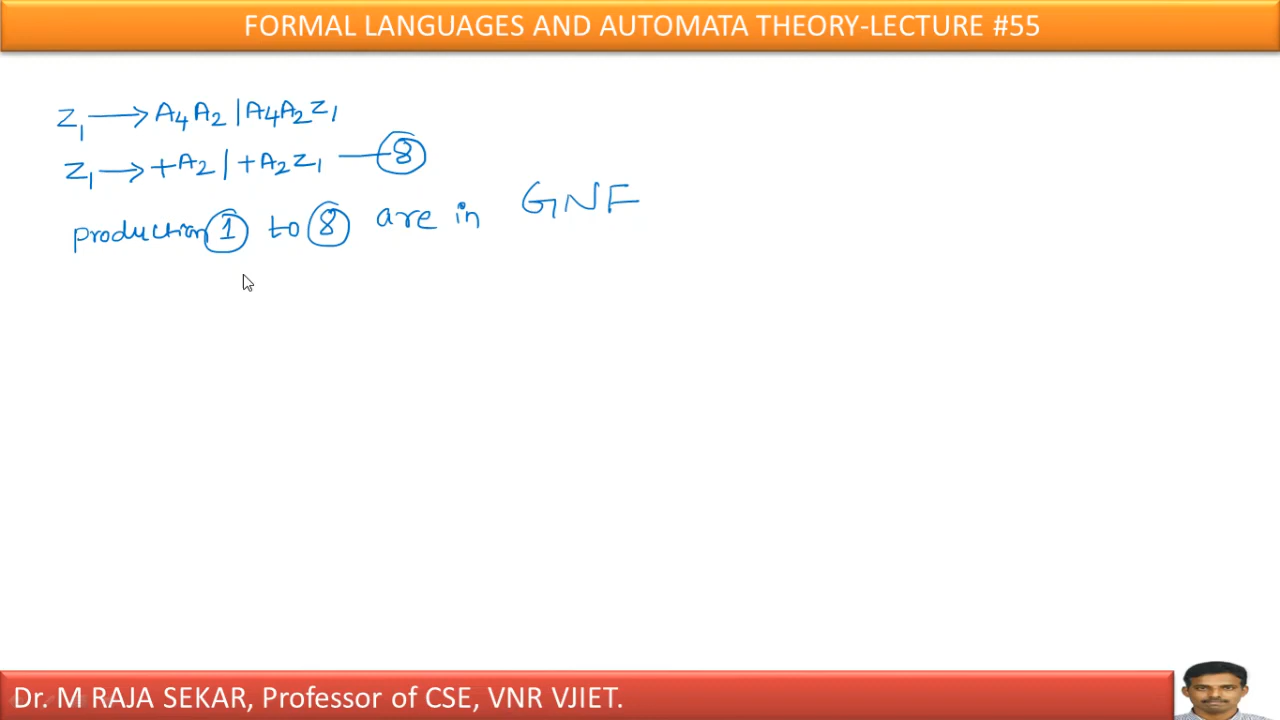 FORMAL LANGUAGES AND AUTOMATA THEORY-LECTURE #55
Z₁ → A₄A₂ | A₄A₂Z₁
Z₁ → +A₂ | +A₂Z₁ — ⑧
production ① to ⑧ are in GNF
Dr. M RAJA SEKAR, Professor of CSE, VNR VJIET.